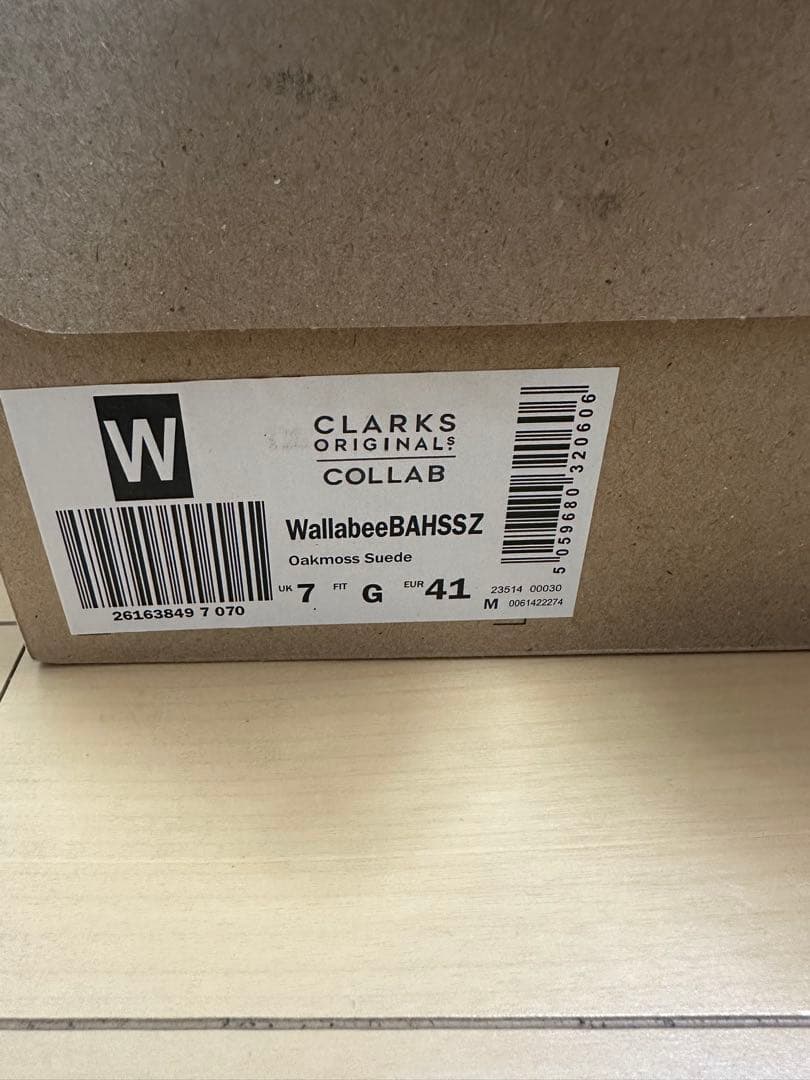 W
CLARKS
ORIGINALS.
COLLAB
WallabeeBAHSSZ
Oakmoss Suede
UK 7 FIT G EUR 41
26163849 7 070
23514 00030
M 0061422274
5 059680 320606